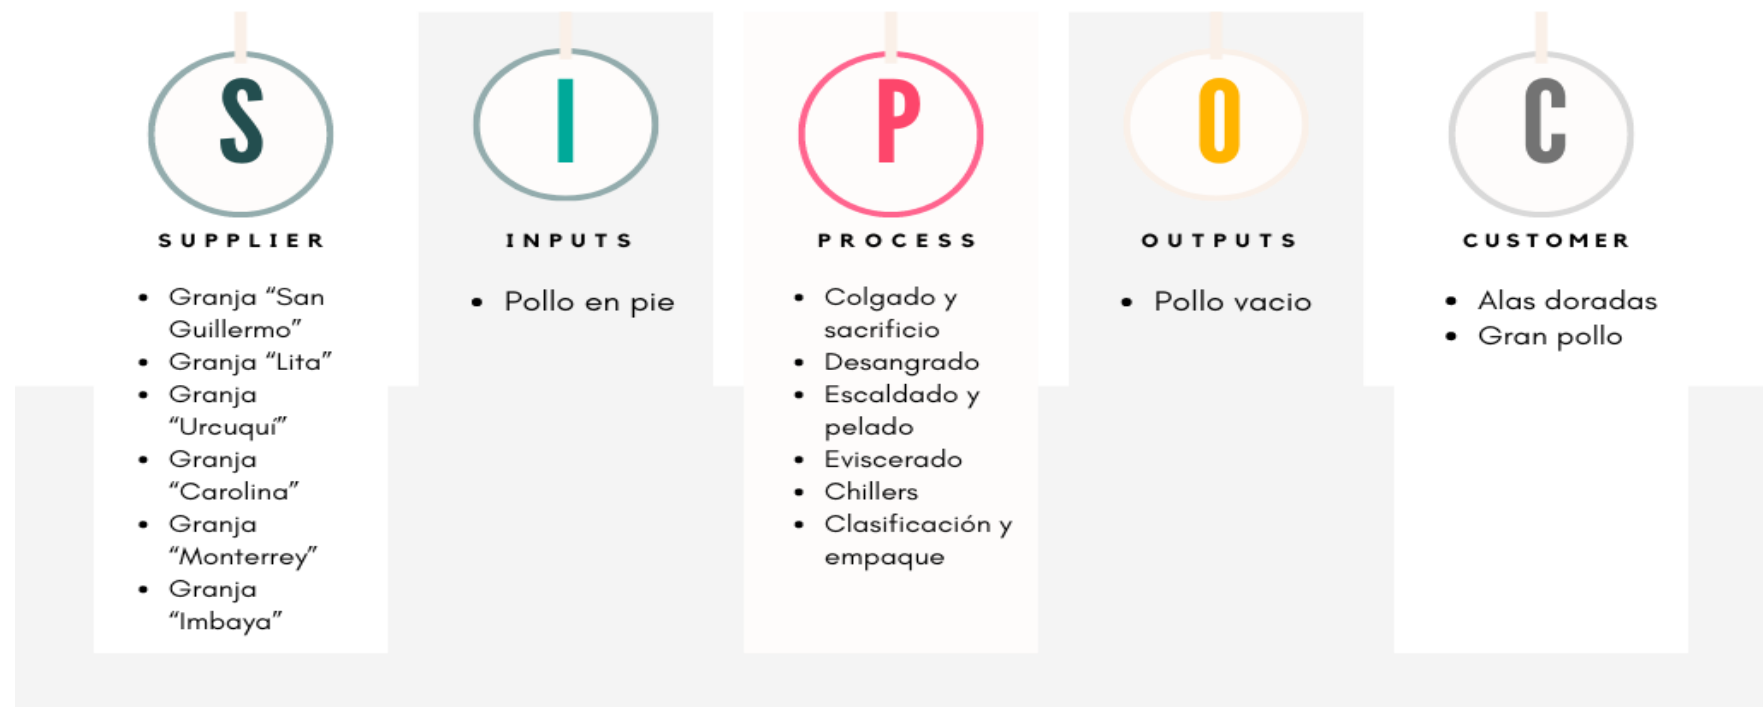 S
SUPPLIER
• Granja “San
Guillermo”
• Granja “Lita”
• Granja
“Urcuquí”
• Granja
“Carolina”
• Granja
“Monterrey”
• Granja
“Imbaya”
I
INPUTS
• Pollo en pie
P
PROCESS
• Colgado y
sacrificio
• Desangrado
• Escaldado y
pelado
• Eviscerado
• Chillers
• Clasificación y
empaque
O
OUTPUTS
• Pollo vacio
C
CUSTOMER
• Alas doradas
• Gran pollo